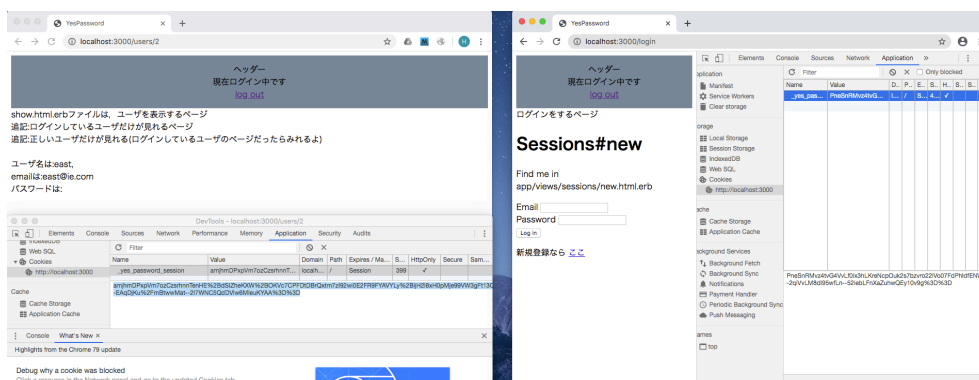 YesPassword
localhost:3000/users/2
ヘッダー
現在ログイン中です
log out
show.html.erbファイルは、ユーザを表示するページ
追記:ログインしているユーザだけが見れるページ
追記:正しいユーザだけが見れる(ログインしているユーザのページだったらみれるよ)
ユーザ名は:east,
emailは:east@ie.com
パスワードは:
DevTools - localhost:3000/users/2
Elements Console Sources Network Performance Memory Application Security Audits
IndexedDB
Web SQL
Cookies
http://localhost:3000
Cache
Cache Storage
Application Cache
Filter
Name Value Domain Path Expires / Ma... S... HttpOnly Secure Sam...
_yes_password_session amjhmOPxpVm7ozCzsrhnnT... localh... / Session 399 ✓
Console What's New ×
Highlights from the Chrome 79 update
Debug why a cookie was blocked
YesPassword
localhost:3000/login
ヘッダー
現在ログイン中です
log out
ログインをするページ
Sessions#new
Find me in
app/views/sessions/new.html.erb
Email
Password
Log in
新規登録なら ここ
Elements Console Sources Network Application »
Manifest
Service Workers
Clear storage
Local Storage
Session Storage
IndexedDB
Web SQL
Cookies
http://localhost:3000
Cache Storage
Application Cache
Background Fetch
Background Sync
Notifications
Payment Handler
Periodic Background Sync
Push Messaging
top
Filter Only blocked
Name Value D.. P.. E.. S.. H.. S.. S..
_yes_pas... PneSnRMvz4tvG... l... / S... 4... ✓